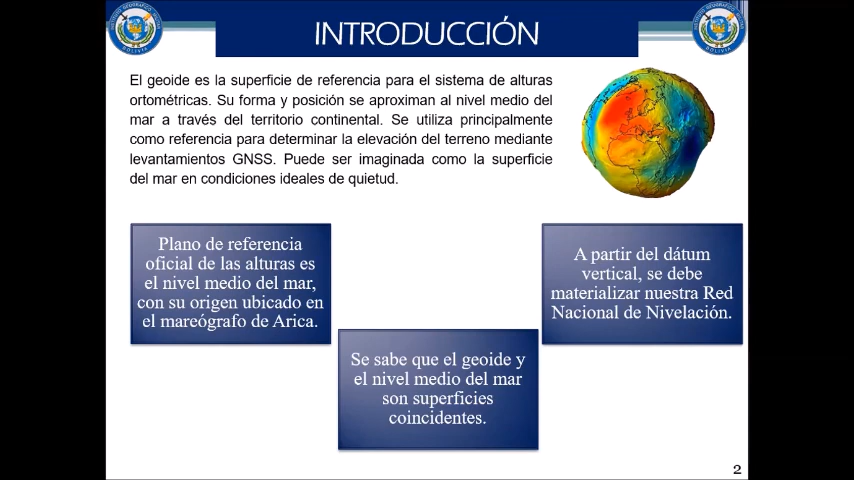 INTRODUCCIÓN
El geoide es la superficie de referencia para el sistema de alturas
ortométricas. Su forma y posición se aproximan al nivel medio del
mar a través del territorio continental. Se utiliza principalmente
como referencia para determinar la elevación del terreno mediante
levantamientos GNSS. Puede ser imaginada como la superficie
del mar en condiciones ideales de quietud.
Plano de referencia
oficial de las alturas es
el nivel medio del mar,
con su origen ubicado en
el mareógrafo de Arica.
Se sabe que el geoide y
el nivel medio del mar
son superficies
coincidentes.
A partir del dátum
vertical, se debe
materializar nuestra Red
Nacional de Nivelación.
BOLIVIA
BOLIVIA
2